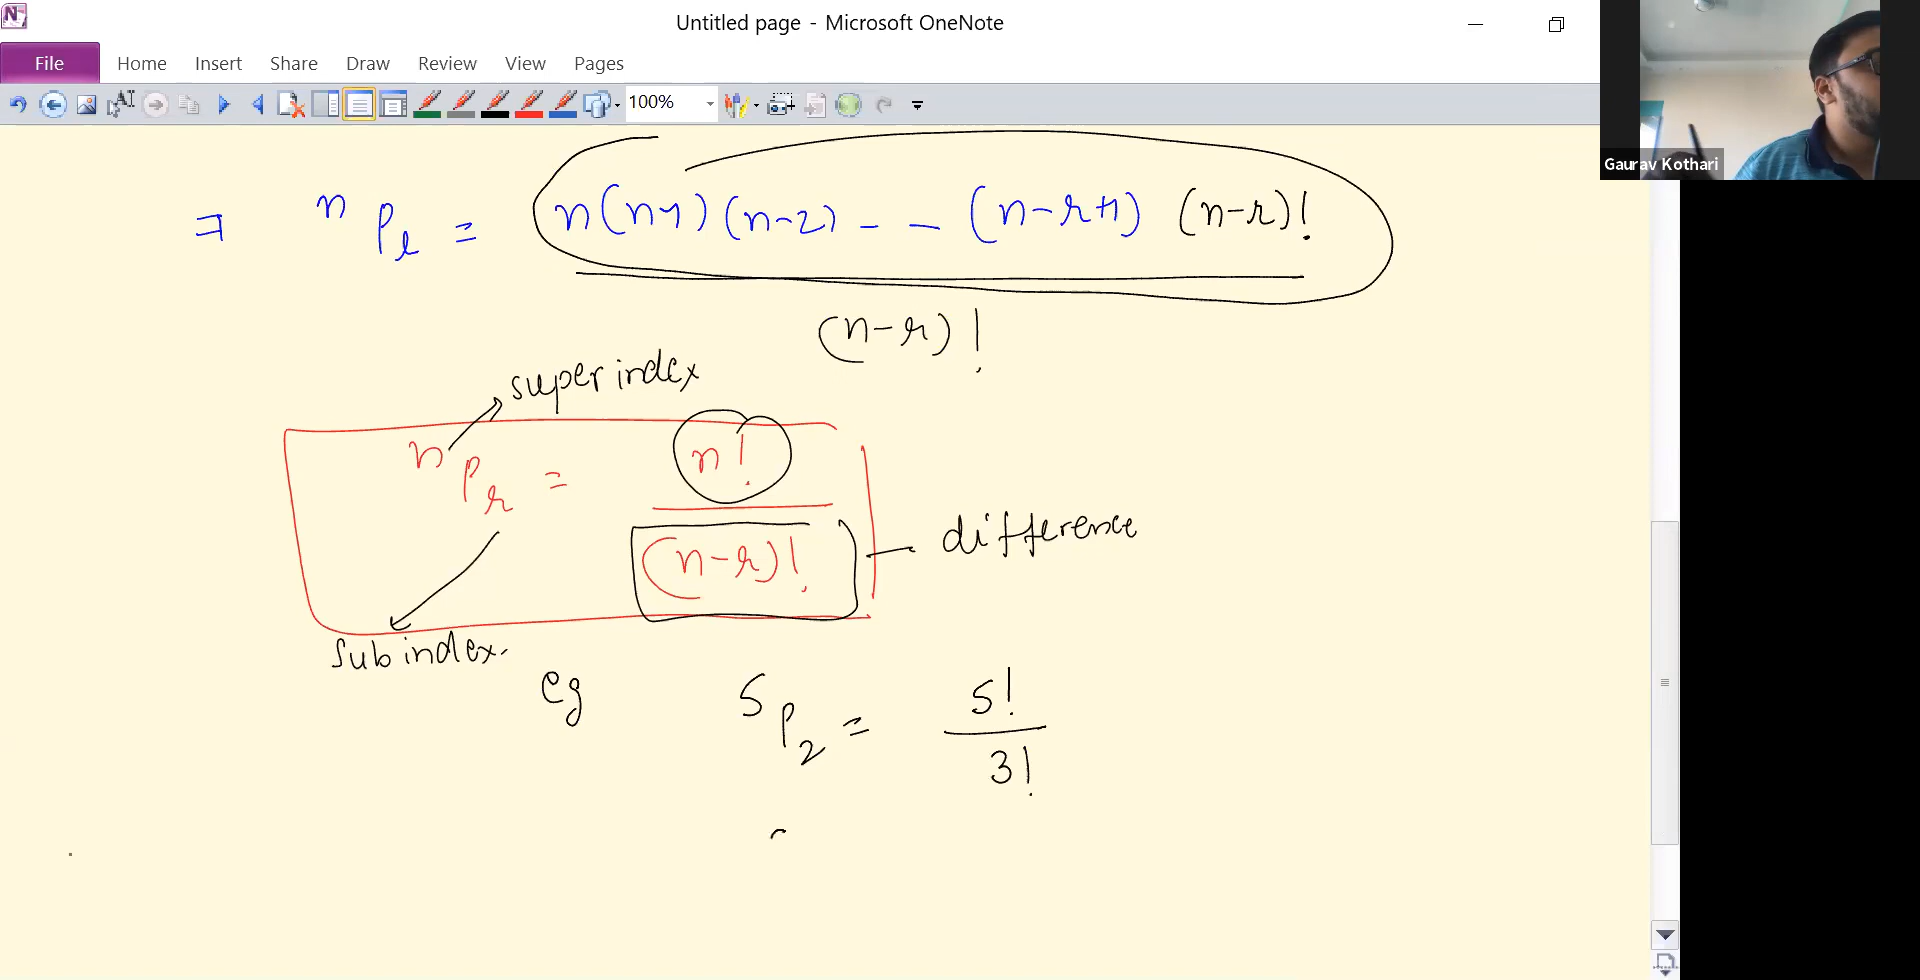 Untitled page - Microsoft OneNote
File Home Insert Share Draw Review View Pages
100%
Gaurav Kothari
⇒ ⁿPᵣ = n(n-1)(n-2) - - (n-r+1) (n-r)!
(n-r)!
super index
ⁿPᵣ = n!
(n-r)!
difference
Sub index.
eg ⁵P₂ = 5!
3!